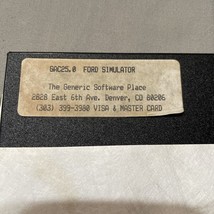 GAC25.0 FORD SIMULATOR
The Generic Software Place
2828 East 6th Ave. Denver, CO 80206
(303) 399-3980 VISA & MASTER CARD